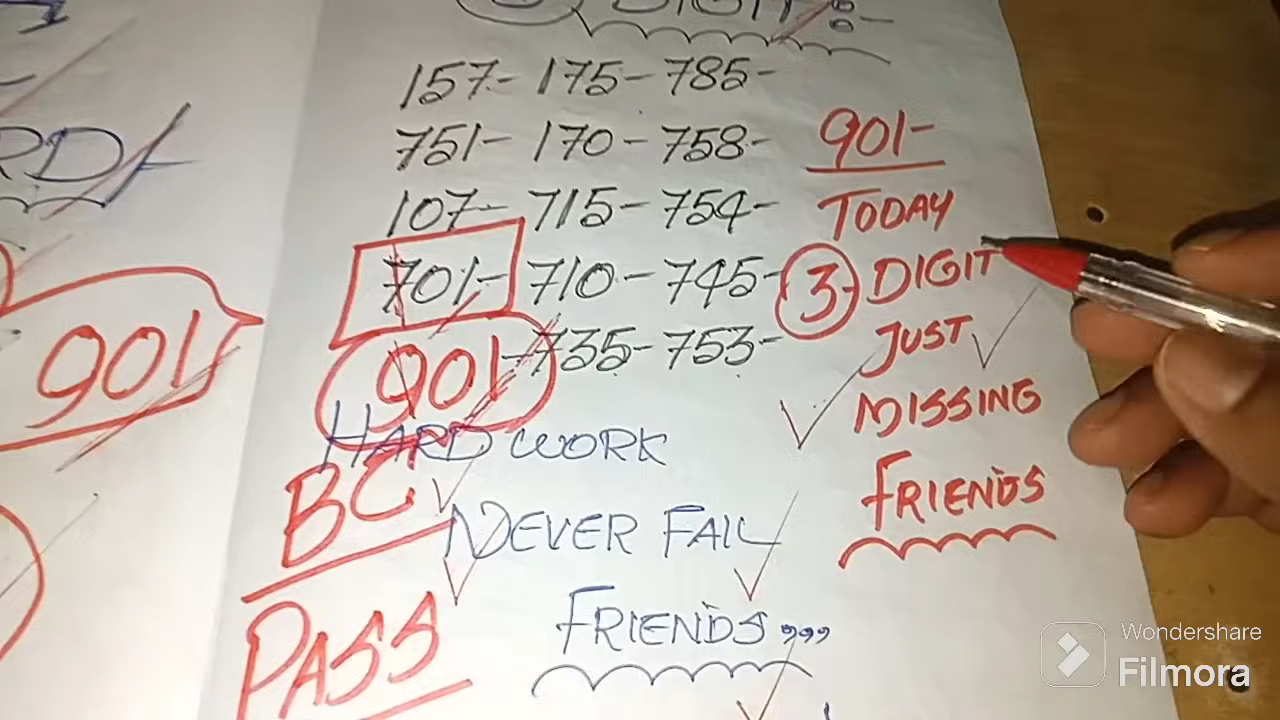 DIGIT:-
157- 175- 785-
751- 170- 758-
107- 715- 754-
701- 710- 745-
901 -735- 753-
HARD WORK
BC
NEVER FAIL
PASS
FRIENDS,,,
901-
TODAY
3- DIGIT
JUST
MISSING
FRIENDS
901
Wondershare
Filmora